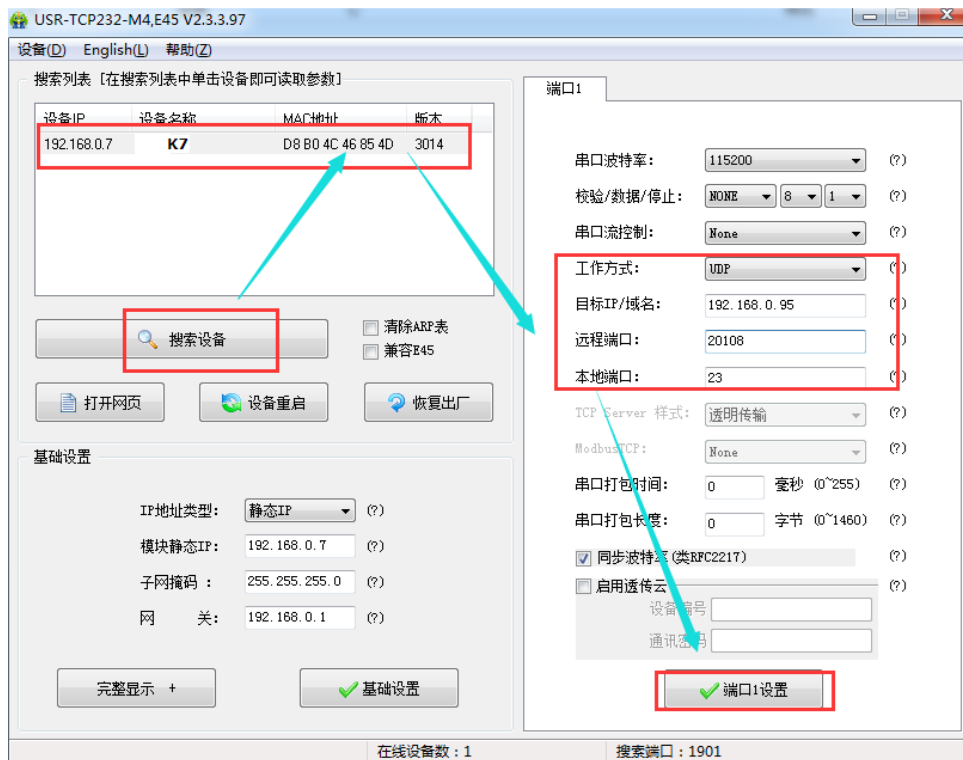 USR-TCP232-M4,E45 V2.3.3.97
设备(D) English(L) 帮助(Z)
搜索列表 [在搜索列表中单击设备即可读取参数]
设备IP 设备名称 MAC地址 版本
192.168.0.7 K7 D8 B0 4C 46 85 4D 3014
搜索设备
清除ARP表
兼容E45
打开网页
设备重启
恢复出厂
基础设置
IP地址类型: 静态IP (?)
模块静态IP: 192.168.0.7 (?)
子网掩码 : 255.255.255.0 (?)
网 关: 192.168.0.1 (?)
完整显示 +
基础设置
端口1
串口波特率: 115200 (?)
校验/数据/停止: NONE 8 1 (?)
串口流控制: None (?)
工作方式: UDP (?)
目标IP/域名: 192.168.0.95 (?)
远程端口: 20108 (?)
本地端口: 23 (?)
TCP Server 样式: 透明传输 (?)
ModbusTCP: None (?)
串口打包时间: 0 毫秒 (0~255) (?)
串口打包长度: 0 字节 (0~1460) (?)
同步波特率(类RFC2217) (?)
启用透传云 (?)
设备编号
通讯密码
端口1设置
在线设备数：1
搜索端口：1901